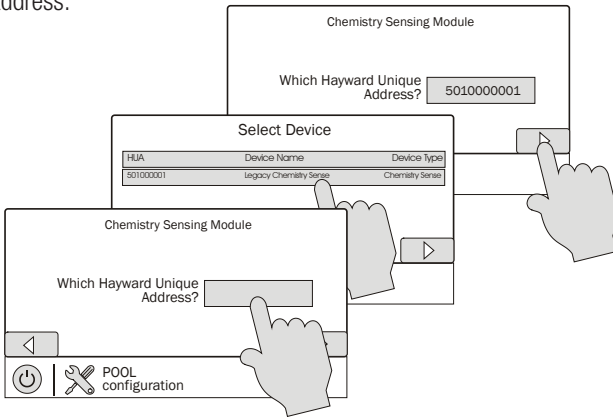 address.
Chemistry Sensing Module
Which Hayward Unique
Address?
5010000001
Select Device
HUA Device Name Device Type
501000001 Legacy Chemistry Sense Chemistry Sense
Chemistry Sensing Module
Which Hayward Unique
Address?
POOL
configuration